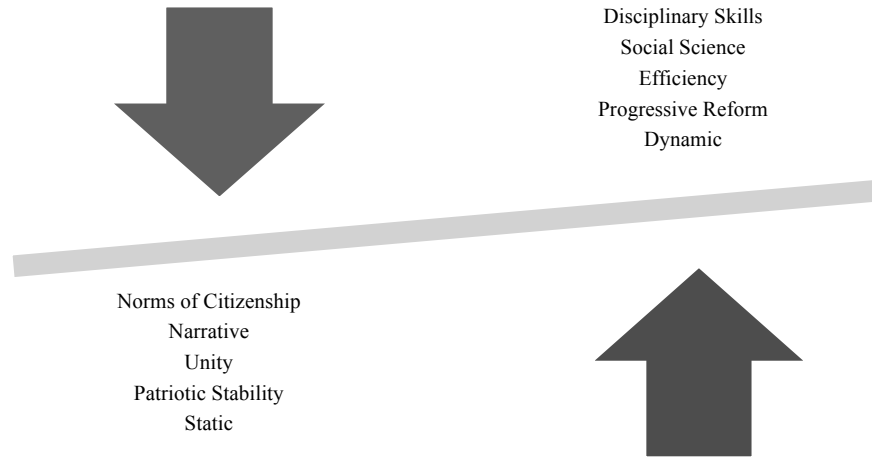 Disciplinary Skills
Social Science
Efficiency
Progressive Reform
Dynamic
Norms of Citizenship
Narrative
Unity
Patriotic Stability
Static